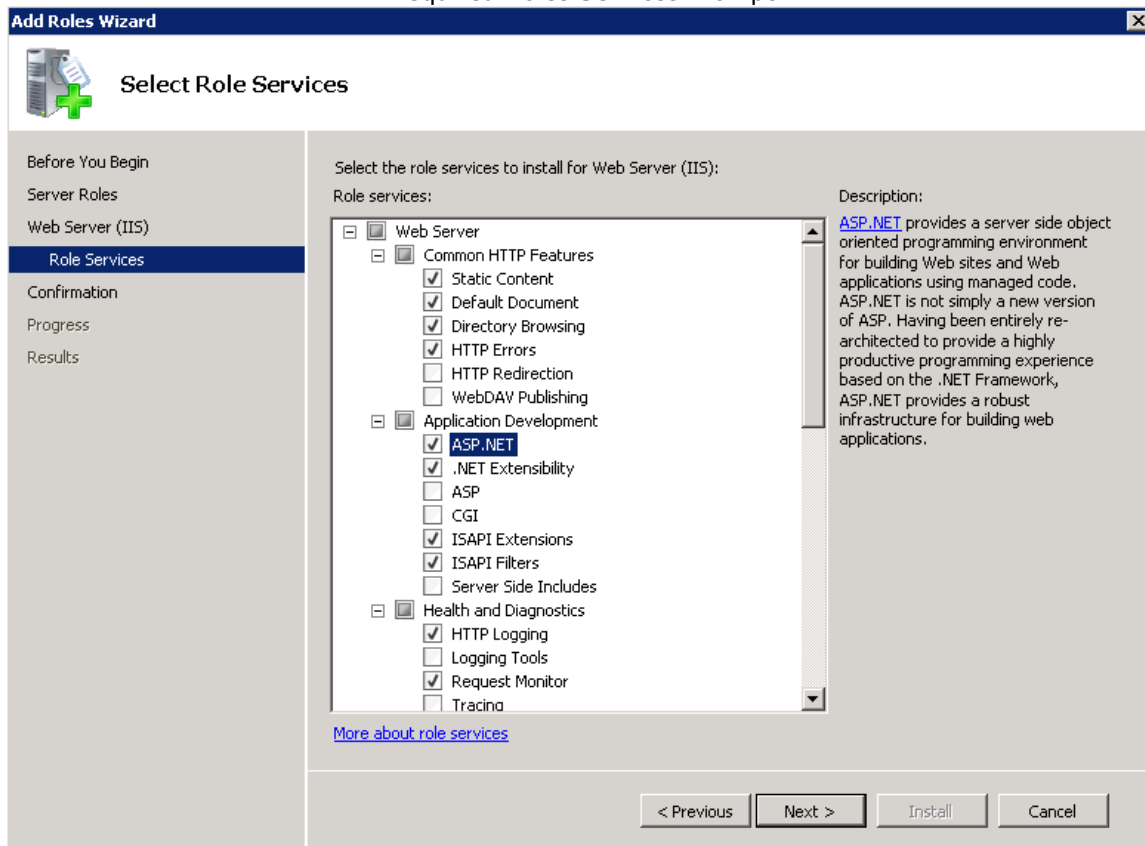 Add Roles Wizard
Select Role Services
Before You Begin
Server Roles
Web Server (IIS)
Role Services
Confirmation
Progress
Results
Select the role services to install for Web Server (IIS):
Role services:
Web Server
Common HTTP Features
Static Content
Default Document
Directory Browsing
HTTP Errors
HTTP Redirection
WebDAV Publishing
Application Development
ASP.NET
.NET Extensibility
ASP
CGI
ISAPI Extensions
ISAPI Filters
Server Side Includes
Health and Diagnostics
HTTP Logging
Logging Tools
Request Monitor
Tracing
More about role services
Description:
ASP.NET provides a server side object
oriented programming environment
for building Web sites and Web
applications using managed code.
ASP.NET is not simply a new version
of ASP. Having been entirely re-
architected to provide a highly
productive programming experience
based on the .NET Framework,
ASP.NET provides a robust
infrastructure for building web
applications.
< Previous
Next >
Install
Cancel